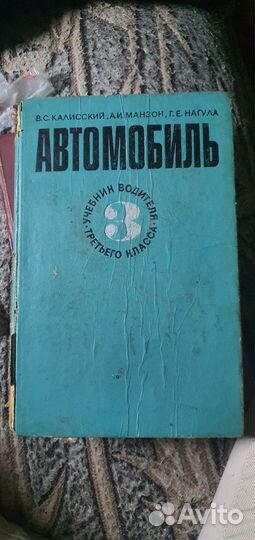 В.С.КАЛИССКИЙ, А.И.МАНЗОН, Г.Е.НАГУЛА
АВТОМОБИЛЬ
• УЧЕБНИК ВОДИТЕЛЯ •
3
ТРЕТЬЕГО КЛАССА
Avito